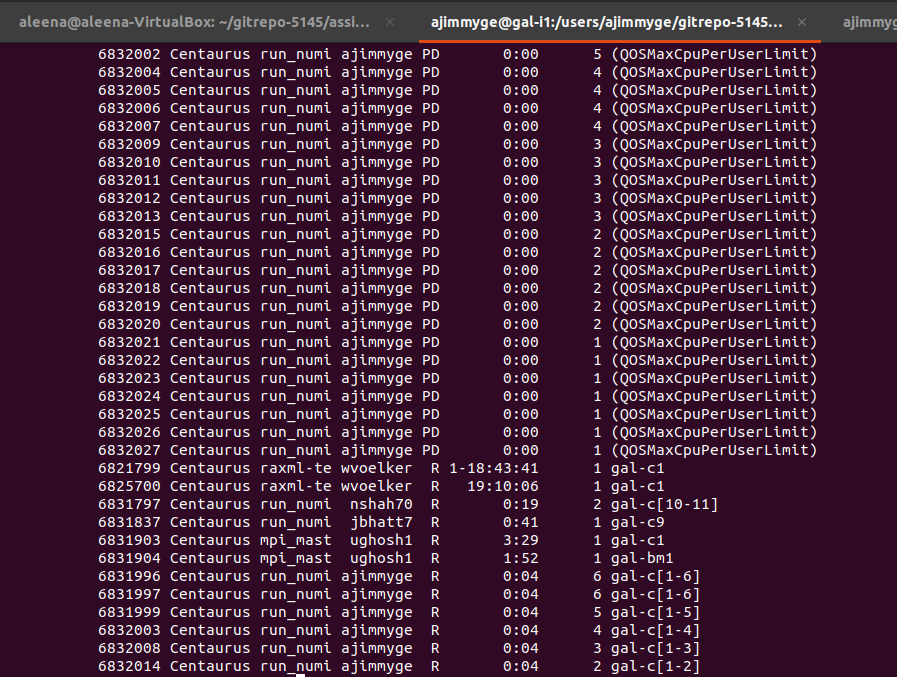 aleena@aleena-VirtualBox: ~/gitrepo-5145/assi... × ajimmyge@gal-i1:/users/ajimmyge/gitrepo-5145... × ajimmyg
6832002 Centaurus run_numi ajimmyge PD 0:00 5 (QOSMaxCpuPerUserLimit)
6832004 Centaurus run_numi ajimmyge PD 0:00 4 (QOSMaxCpuPerUserLimit)
6832005 Centaurus run_numi ajimmyge PD 0:00 4 (QOSMaxCpuPerUserLimit)
6832006 Centaurus run_numi ajimmyge PD 0:00 4 (QOSMaxCpuPerUserLimit)
6832007 Centaurus run_numi ajimmyge PD 0:00 4 (QOSMaxCpuPerUserLimit)
6832009 Centaurus run_numi ajimmyge PD 0:00 3 (QOSMaxCpuPerUserLimit)
6832010 Centaurus run_numi ajimmyge PD 0:00 3 (QOSMaxCpuPerUserLimit)
6832011 Centaurus run_numi ajimmyge PD 0:00 3 (QOSMaxCpuPerUserLimit)
6832012 Centaurus run_numi ajimmyge PD 0:00 3 (QOSMaxCpuPerUserLimit)
6832013 Centaurus run_numi ajimmyge PD 0:00 3 (QOSMaxCpuPerUserLimit)
6832015 Centaurus run_numi ajimmyge PD 0:00 2 (QOSMaxCpuPerUserLimit)
6832016 Centaurus run_numi ajimmyge PD 0:00 2 (QOSMaxCpuPerUserLimit)
6832017 Centaurus run_numi ajimmyge PD 0:00 2 (QOSMaxCpuPerUserLimit)
6832018 Centaurus run_numi ajimmyge PD 0:00 2 (QOSMaxCpuPerUserLimit)
6832019 Centaurus run_numi ajimmyge PD 0:00 2 (QOSMaxCpuPerUserLimit)
6832020 Centaurus run_numi ajimmyge PD 0:00 2 (QOSMaxCpuPerUserLimit)
6832021 Centaurus run_numi ajimmyge PD 0:00 1 (QOSMaxCpuPerUserLimit)
6832022 Centaurus run_numi ajimmyge PD 0:00 1 (QOSMaxCpuPerUserLimit)
6832023 Centaurus run_numi ajimmyge PD 0:00 1 (QOSMaxCpuPerUserLimit)
6832024 Centaurus run_numi ajimmyge PD 0:00 1 (QOSMaxCpuPerUserLimit)
6832025 Centaurus run_numi ajimmyge PD 0:00 1 (QOSMaxCpuPerUserLimit)
6832026 Centaurus run_numi ajimmyge PD 0:00 1 (QOSMaxCpuPerUserLimit)
6832027 Centaurus run_numi ajimmyge PD 0:00 1 (QOSMaxCpuPerUserLimit)
6821799 Centaurus raxml-te wvoelker R 1-18:43:41 1 gal-c1
6825700 Centaurus raxml-te wvoelker R 19:10:06 1 gal-c1
6831797 Centaurus run_numi nshah70 R 0:19 2 gal-c[10-11]
6831837 Centaurus run_numi jbhatt7 R 0:41 1 gal-c9
6831903 Centaurus mpi_mast ughosh1 R 3:29 1 gal-c1
6831904 Centaurus mpi_mast ughosh1 R 1:52 1 gal-bm1
6831996 Centaurus run_numi ajimmyge R 0:04 6 gal-c[1-6]
6831997 Centaurus run_numi ajimmyge R 0:04 6 gal-c[1-6]
6831999 Centaurus run_numi ajimmyge R 0:04 5 gal-c[1-5]
6832003 Centaurus run_numi ajimmyge R 0:04 4 gal-c[1-4]
6832008 Centaurus run_numi ajimmyge R 0:04 3 gal-c[1-3]
6832014 Centaurus run_numi ajimmyge R 0:04 2 gal-c[1-2]